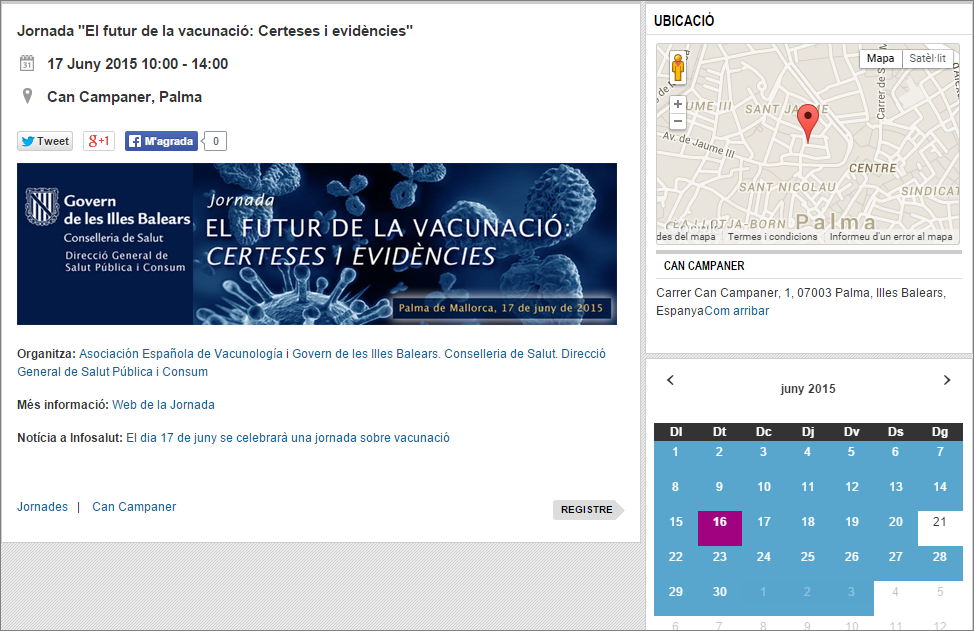 Jornada "El futur de la vacunació: Certeses i evidències"
31
17 Juny 2015 10:00 - 14:00
Can Campaner, Palma
Tweet
g+1
M'agrada
0
Govern
de les Illes Balears
Conselleria de Salut
Direcció General de
Salut Pública i Consum
Jornada
EL FUTUR DE LA VACUNACIÓ:
CERTESES I EVIDÈNCIES
Palma de Mallorca, 17 de juny de 2015
Organitza: Asociación Española de Vacunología i Govern de les Illes Balears. Conselleria de Salut. Direcció
General de Salut Pública i Consum
Més informació: Web de la Jornada
Notícia a Infosalut: El dia 17 de juny se celebrarà una jornada sobre vacunació
Jornades | Can Campaner
REGISTRE
UBICACIÓ
Mapa Satèl·lit
+
−
UME III
SANT JAUME
Carrer de Sant
Av. de Jaume III
CENTRE
SANT NICOLAU
SINDICAT
LA LLOTJA-BORN
Palma
des del mapa Termes i condicions Informeu d'un error al mapa
CAN CAMPANER
Carrer Can Campaner, 1, 07003 Palma, Illes Balears,
EspanyaCom arribar
juny 2015
Dl Dt Dc Dj Dv Ds Dg
1 2 3 4 5 6 7
8 9 10 11 12 13 14
15 16 17 18 19 20 21
22 23 24 25 26 27 28
29 30 1 2 3 4 5
6 7 8 9 10 11 12